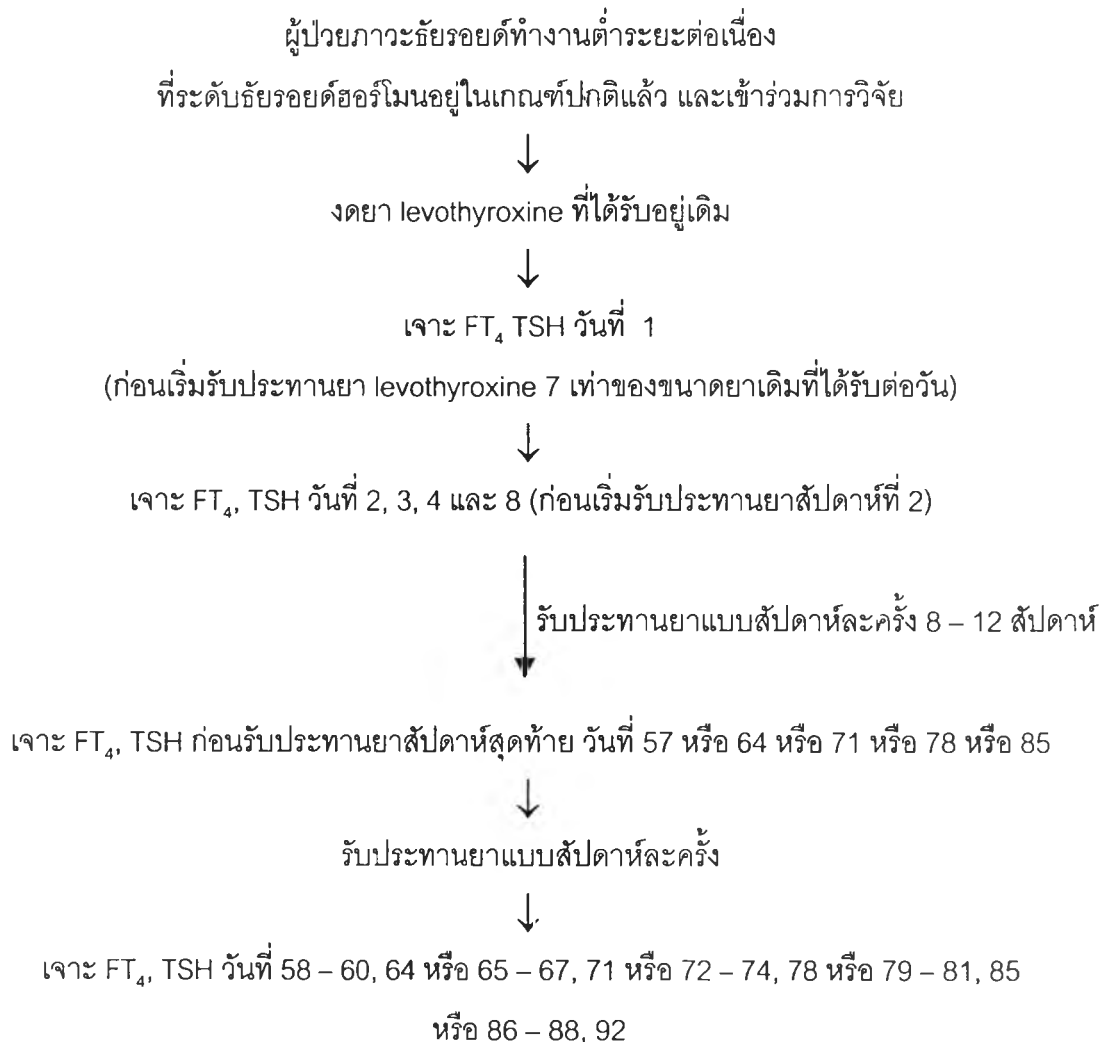 ผู้ป่วยภาวะธัยรอยด์ทำงานต่ำระยะต่อเนื่อง
ที่ระดับธัยรอยด์ฮอร์โมนอยู่ในเกณฑ์ปกติแล้ว และเข้าร่วมการวิจัย
↓
งดยา levothyroxine ที่ได้รับอยู่เดิม
↓
เจาะ FT₄ TSH วันที่ 1
(ก่อนเริ่มรับประทานยา levothyroxine 7 เท่าของขนาดยาเดิมที่ได้รับต่อวัน)
↓
เจาะ FT₄, TSH วันที่ 2, 3, 4 และ 8 (ก่อนเริ่มรับประทานยาสัปดาห์ที่ 2)
รับประทานยาแบบสัปดาห์ละครั้ง 8 – 12 สัปดาห์
เจาะ FT₄, TSH ก่อนรับประทานยาสัปดาห์สุดท้าย วันที่ 57 หรือ 64 หรือ 71 หรือ 78 หรือ 85
↓
รับประทานยาแบบสัปดาห์ละครั้ง
↓
เจาะ FT₄, TSH วันที่ 58 – 60, 64 หรือ 65 – 67, 71 หรือ 72 – 74, 78 หรือ 79 – 81, 85
หรือ 86 – 88, 92